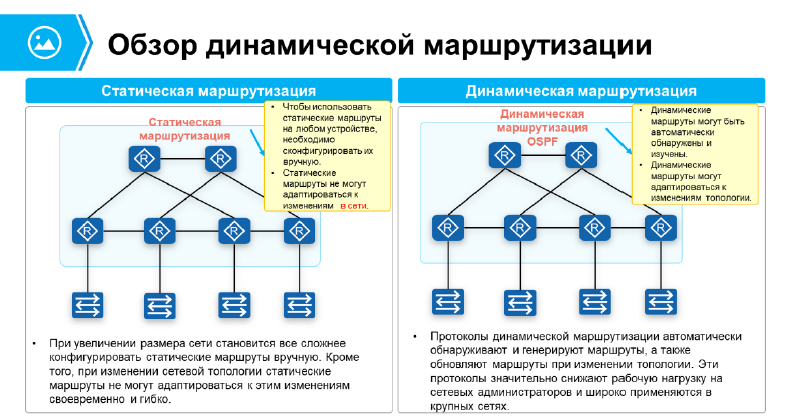 Обзор динамической маршрутизации
Статическая маршрутизация
Статическая
маршрутизация
• Чтобы использовать
статические маршруты
на любом устройстве,
необходимо
сконфигурировать их
вручную.
• Статические
маршруты не могут
адаптироваться к
изменениям в сети.
R R
R R R R
• При увеличении размера сети становится все сложнее
конфигурировать статические маршруты вручную. Кроме
того, при изменении сетевой топологии статические
маршруты не могут адаптироваться к этим изменениям
своевременно и гибко.
Динамическая маршрутизация
Динамическая
маршрутизация
OSPF
• Динамические
маршруты могут быть
автоматически
обнаружены и
изучены.
• Динамические
маршруты могут
адаптироваться к
изменениям топологии.
R R
R R R R
• Протоколы динамической маршрутизации автоматически
обнаруживают и генерируют маршруты, а также
обновляют маршруты при изменении топологии. Эти
протоколы значительно снижают рабочую нагрузку на
сетевых администраторов и широко применяются в
крупных сетях.